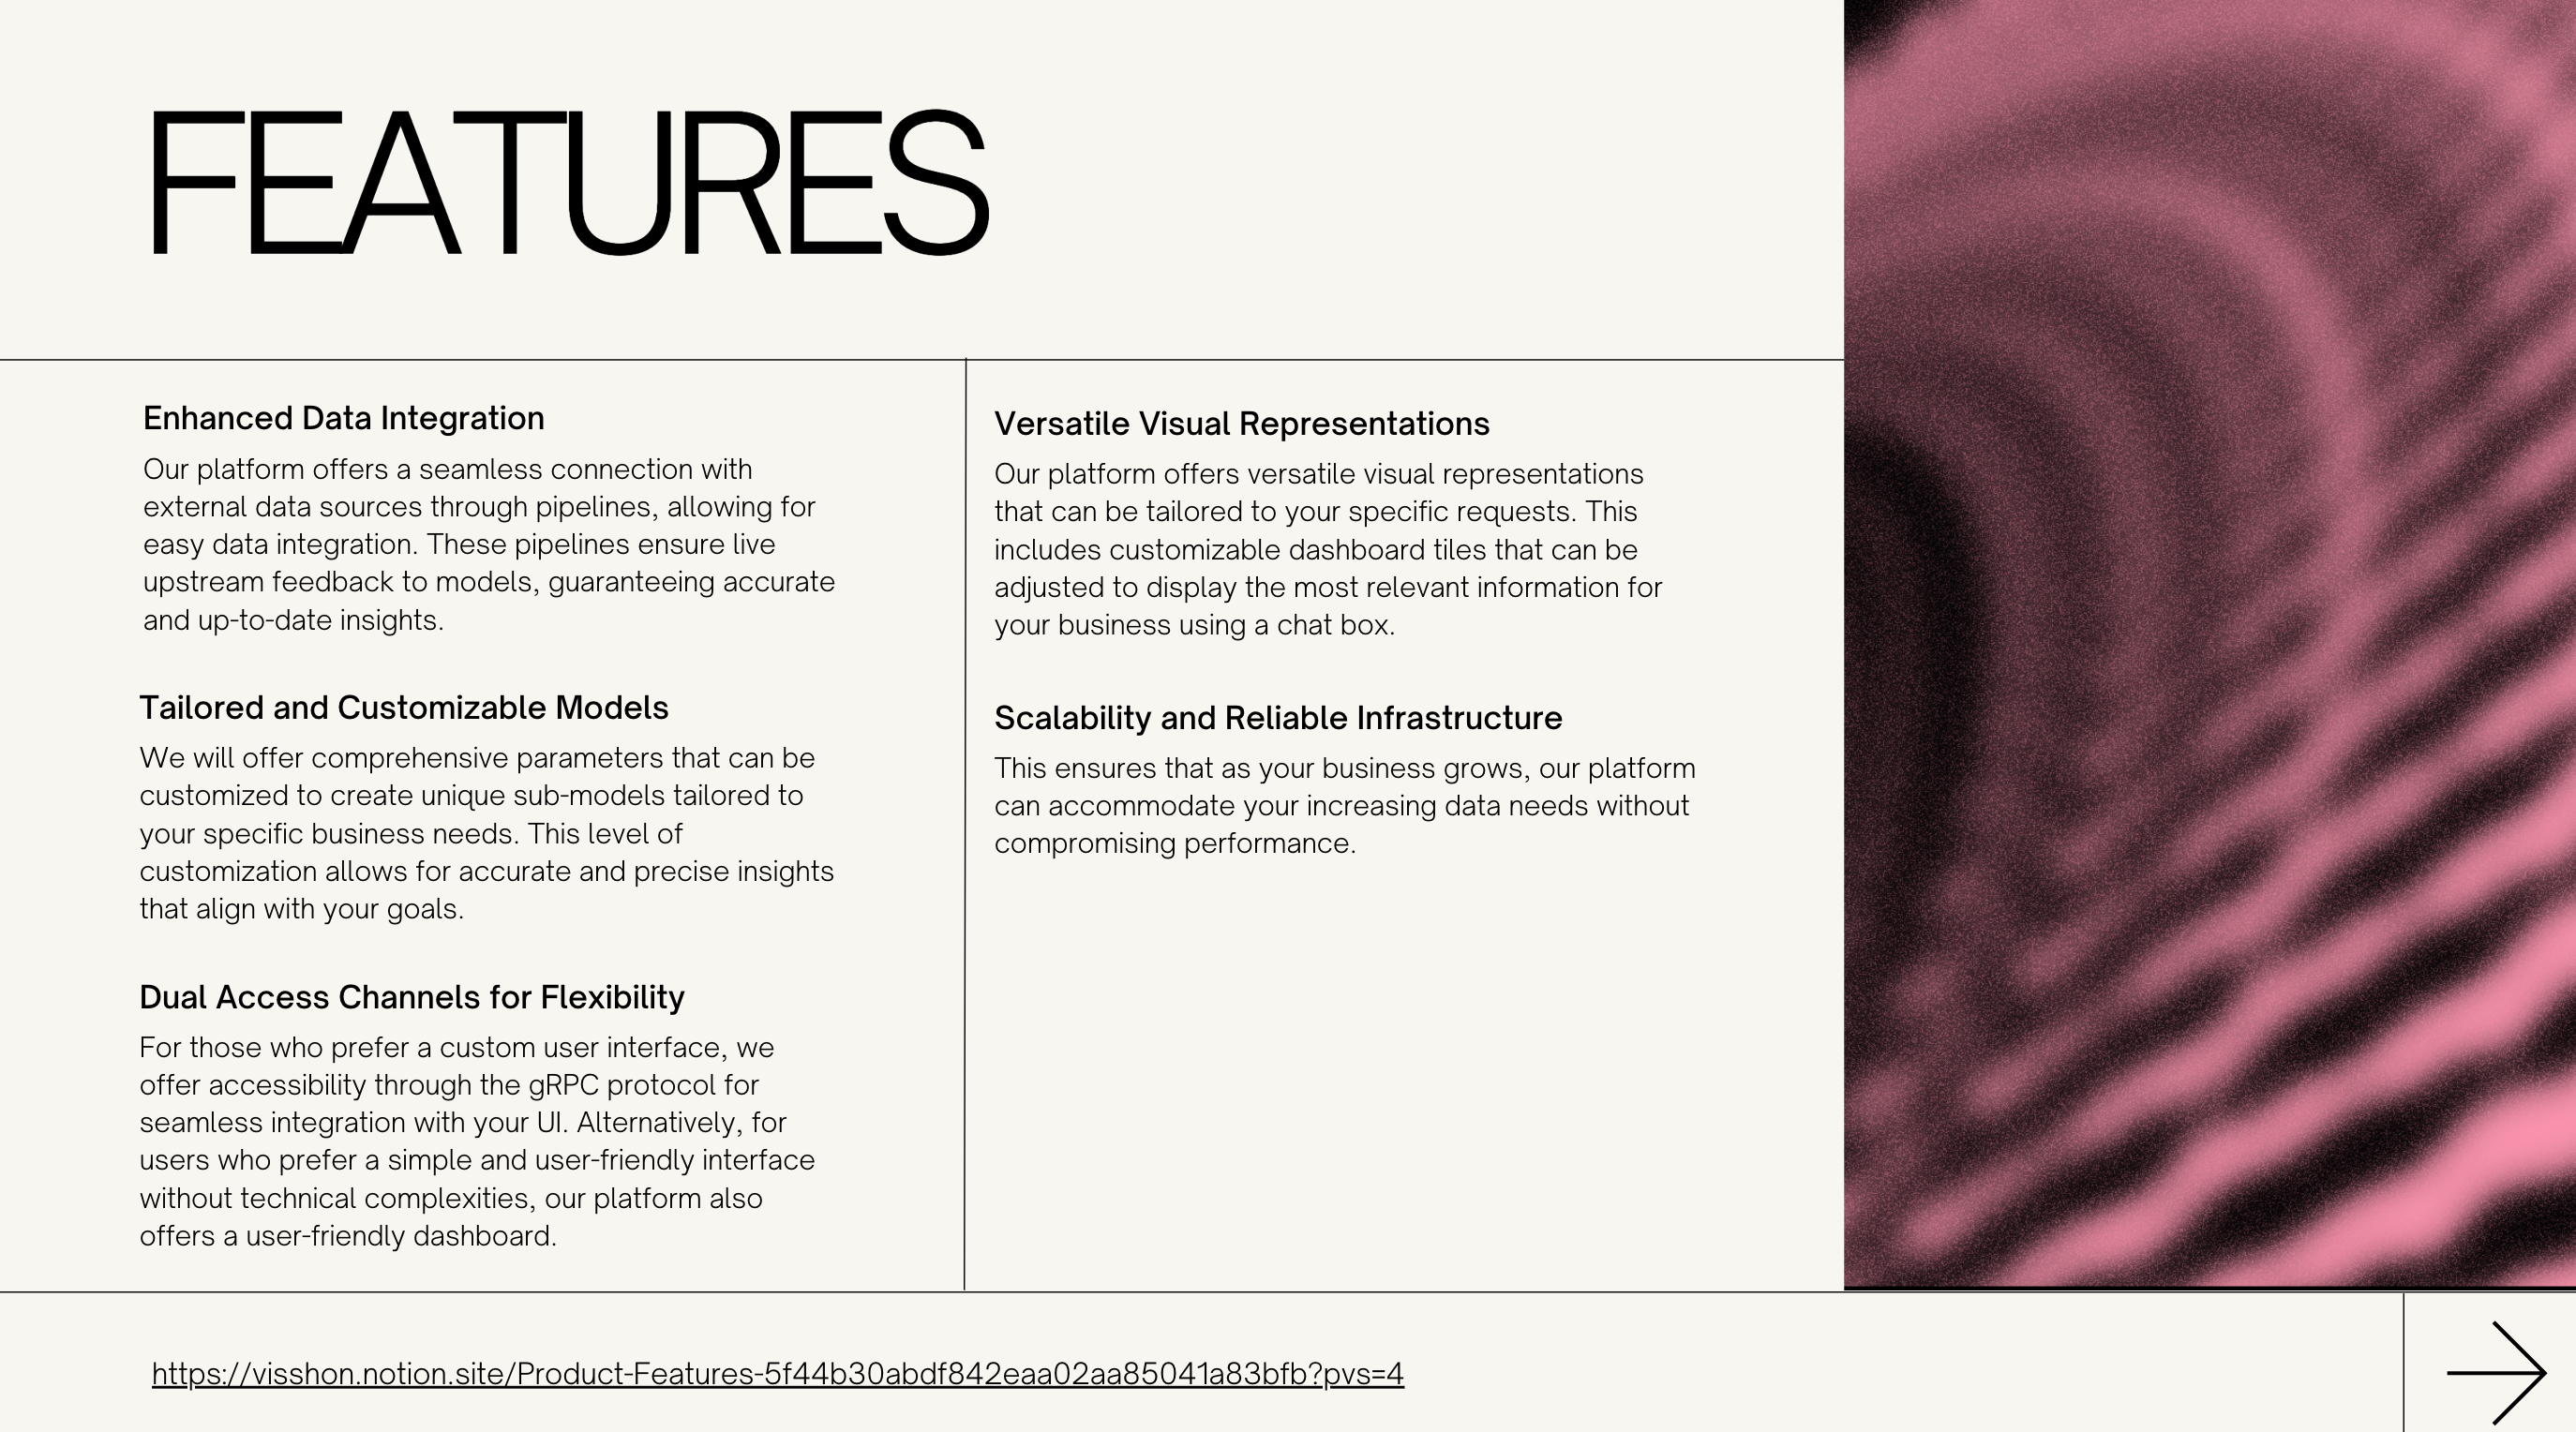 FEATURES
Enhanced Data Integration
Our platform offers a seamless connection with
external data sources through pipelines, allowing for
easy data integration. These pipelines ensure live
upstream feedback to models, guaranteeing accurate
and up-to-date insights.
Tailored and Customizable Models
We will offer comprehensive parameters that can be
customized to create unique sub-models tailored to
your specific business needs. This level of
customization allows for accurate and precise insights
that align with your goals.
Dual Access Channels for Flexibility
For those who prefer a custom user interface, we
offer accessibility through the gRPC protocol for
seamless integration with your UI. Alternatively, for
users who prefer a simple and user-friendly interface
without technical complexities, our platform also
offers a user-friendly dashboard.
Versatile Visual Representations
Our platform offers versatile visual representations
that can be tailored to your specific requests. This
includes customizable dashboard tiles that can be
adjusted to display the most relevant information for
your business using a chat box.
Scalability and Reliable Infrastructure
This ensures that as your business grows, our platform
can accommodate your increasing data needs without
compromising performance.
https://visshon.notion.site/Product-Features-5f44b30abdf842eaa02aa85041a83bfb?pvs=4